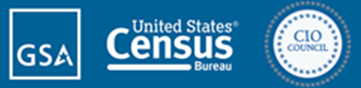 GSA
United States®
Census
Bureau
CIO
COUNCIL